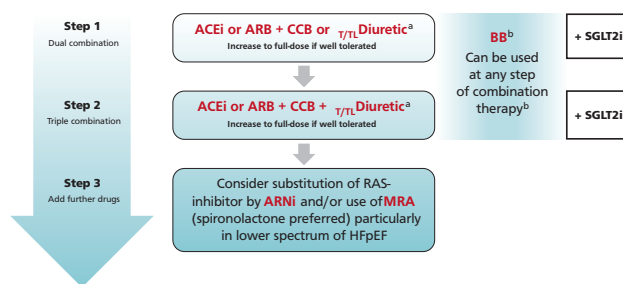 Step 1
Dual combination
ACEi or ARB + CCB or T/TLDiuretica
Increase to full-dose if well tolerated
BBb
Can be used
at any step
of combination
therapyb
+ SGLT2i
Step 2
Triple combination
ACEi or ARB + CCB + T/TLDiuretica
Increase to full-dose if well tolerated
+ SGLT2i
Step 3
Add further drugs
Consider substitution of RAS-
inhibitor by ARNi and/or use of MRA
(spironolactone preferred) particularly
in lower spectrum of HFpEF